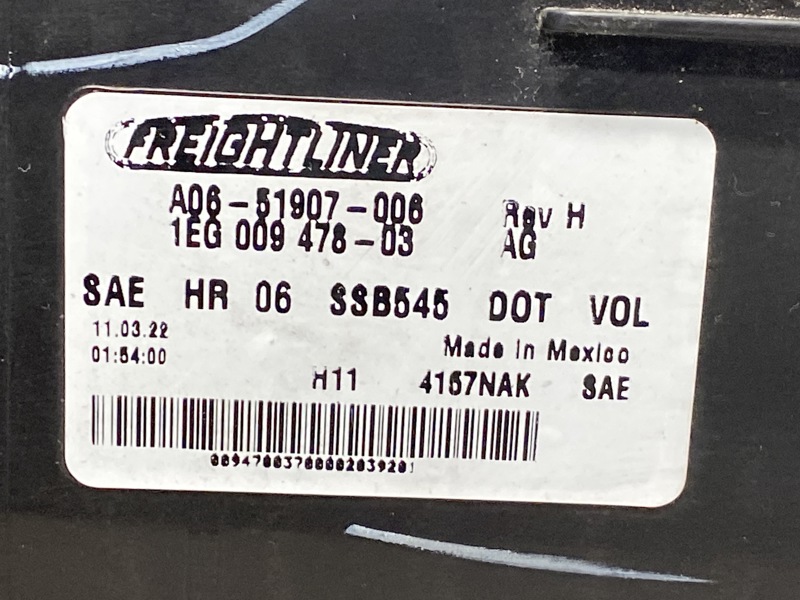 FREIGHTLINER
A06-51907-006 Rev H
1EG 009 478-03 AG
SAE HR 06 SSB545 DOT VOL
11.03.22
01:54:00 Made in Mexico
H11 4157NAK SAE
00947003700002039201